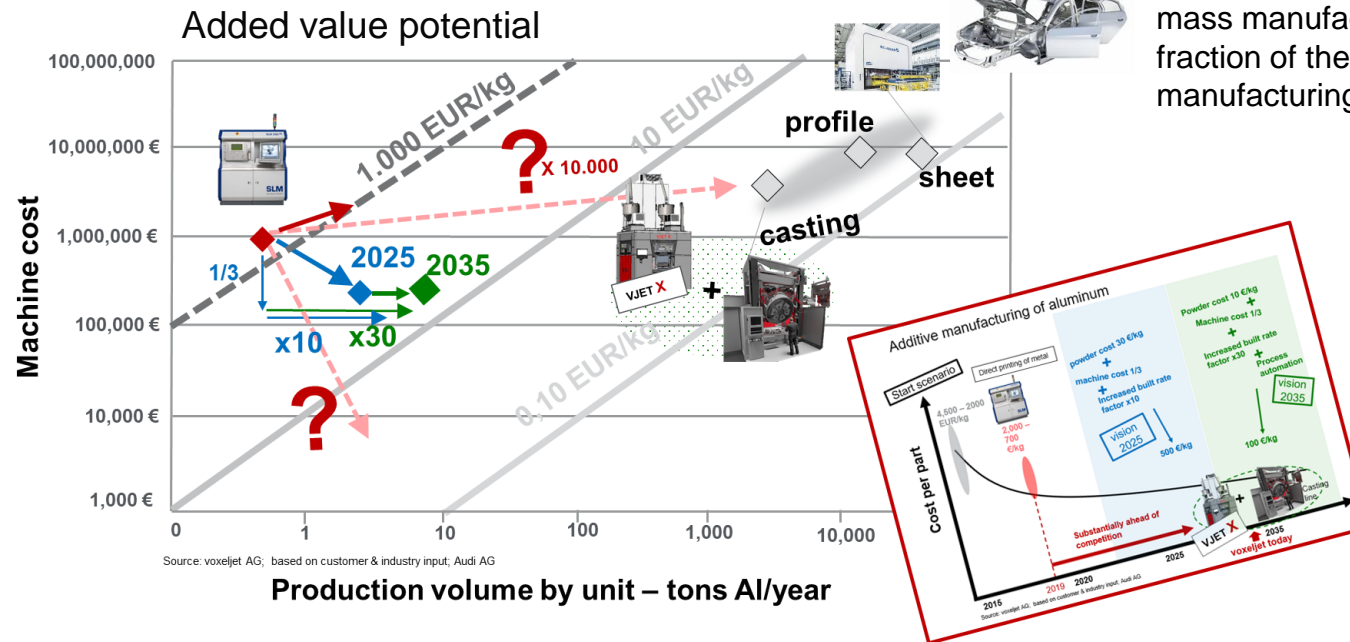 Added value potential
mass manufac
fraction of the
manufacturing
Machine cost
100,000,000
10,000,000 €
1,000,000 €
100,000 €
10,000 €
1,000 €
0
1
10
100
1,000
10,000
1.000 EUR/kg
10 EUR/kg
0,10 EUR/kg
SLM
?
X 10.000
?
1/3
2025
2035
x10
x30
profile
sheet
casting
VJET X
+
Source: voxeljet AG; based on customer & industry input; Audi AG
Production volume by unit – tons Al/year
Additive manufacturing of aluminum
Start scenario
Direct printing of metal
SLM
4,500 – 2000
EUR/kg
2,000 –
700
€/kg
powder cost 30 €/kg
+
machine cost 1/3
+
Increased built rate
factor x10
vision
2025
500 €/kg
Powder cost 10 €/kg
+
Machine cost 1/3
+
Increased built rate
factor x30
+
Process
automation
vision
2035
100 €/kg
Cost per part
Substantially ahead of
competition
VJET X
+
Casting
line
voxeljet today
2015
2019
2020
2025
2035
Source: voxeljet AG, based on customer & industry input, Audi AG